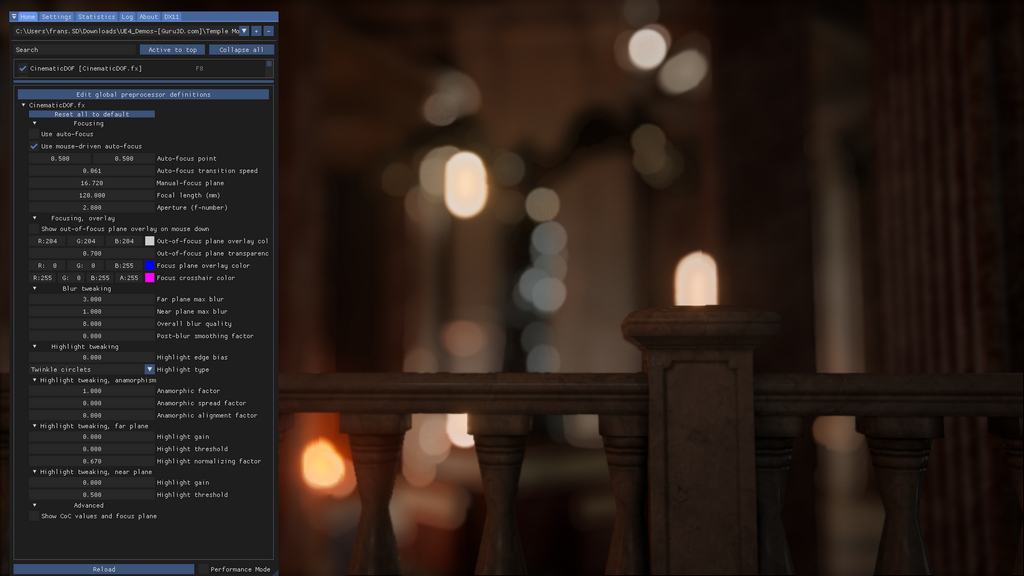 Home Settings Statistics Log About DX11
C:\Users\frans.SD\Downloads\UE4_Demos-[Guru3D.com]\Temple Mo
+ -
Search Active to top Collapse all
CinematicDOF [CinematicDOF.fx] F8
Edit global preprocessor definitions
CinematicDOF.fx
Reset all to default
Focusing
Use auto-focus
Use mouse-driven auto-focus
0.500 0.500 Auto-focus point
0.061 Auto-focus transition speed
16.720 Manual-focus plane
120.000 Focal length (mm)
2.800 Aperture (f-number)
Focusing, overlay
Show out-of-focus plane overlay on mouse down
R:204 G:204 B:204 Out-of-focus plane overlay col
0.700 Out-of-focus plane transparenc
R: 0 G: 0 B:255 Focus plane overlay color
R:255 G: 0 B:255 A:255 Focus crosshair color
Blur tweaking
3.000 Far plane max blur
1.000 Near plane max blur
8.000 Overall blur quality
0.000 Post-blur smoothing factor
Highlight tweaking
0.000 Highlight edge bias
Twinkle circlets Highlight type
Highlight tweaking, anamorphism
1.000 Anamorphic factor
0.000 Anamorphic spread factor
0.000 Anamorphic alignment factor
Highlight tweaking, far plane
0.000 Highlight gain
0.000 Highlight threshold
0.670 Highlight normalizing factor
Highlight tweaking, near plane
0.000 Highlight gain
0.500 Highlight threshold
Advanced
Show CoC values and focus plane
Reload Performance Mode